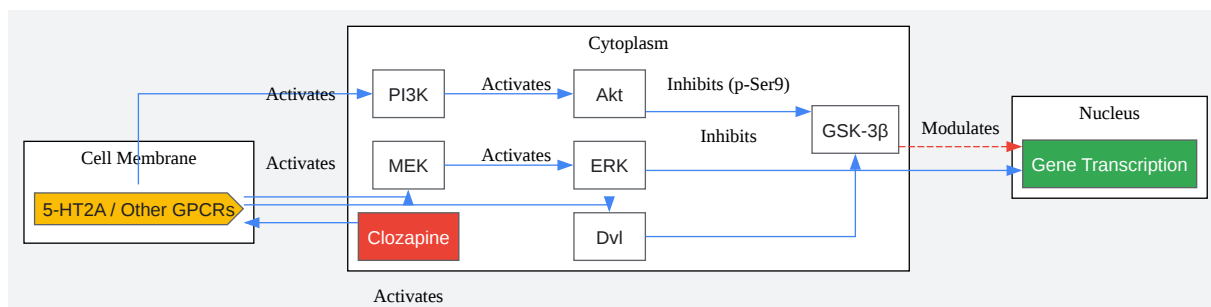 Cytoplasm
Activates
PI3K
Activates
Akt
Inhibits (p-Ser9)
GSK-3β
Modulates
Nucleus
Gene Transcription
Inhibits
Cell Membrane
Activates
MEK
Activates
ERK
5-HT2A / Other GPCRs
Clozapine
Dvl
Activates